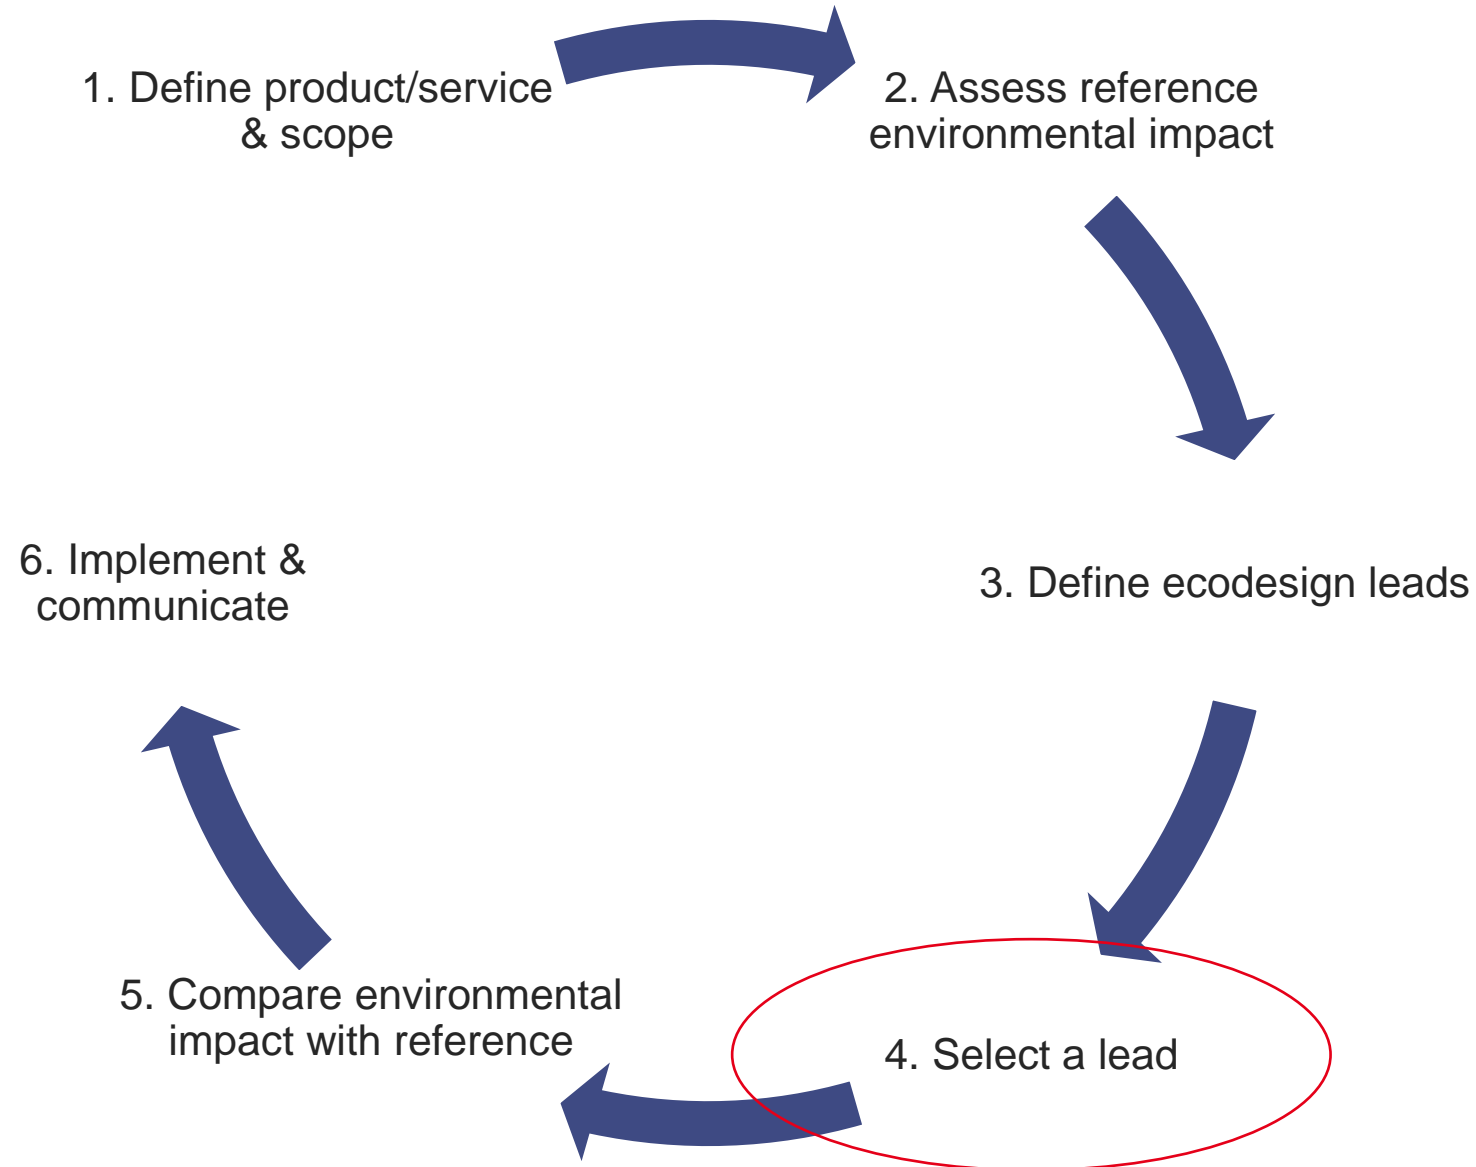 1. Define product/service
& scope
2. Assess reference
environmental impact
3. Define ecodesign leads
4. Select a lead
5. Compare environmental
impact with reference
6. Implement &
communicate